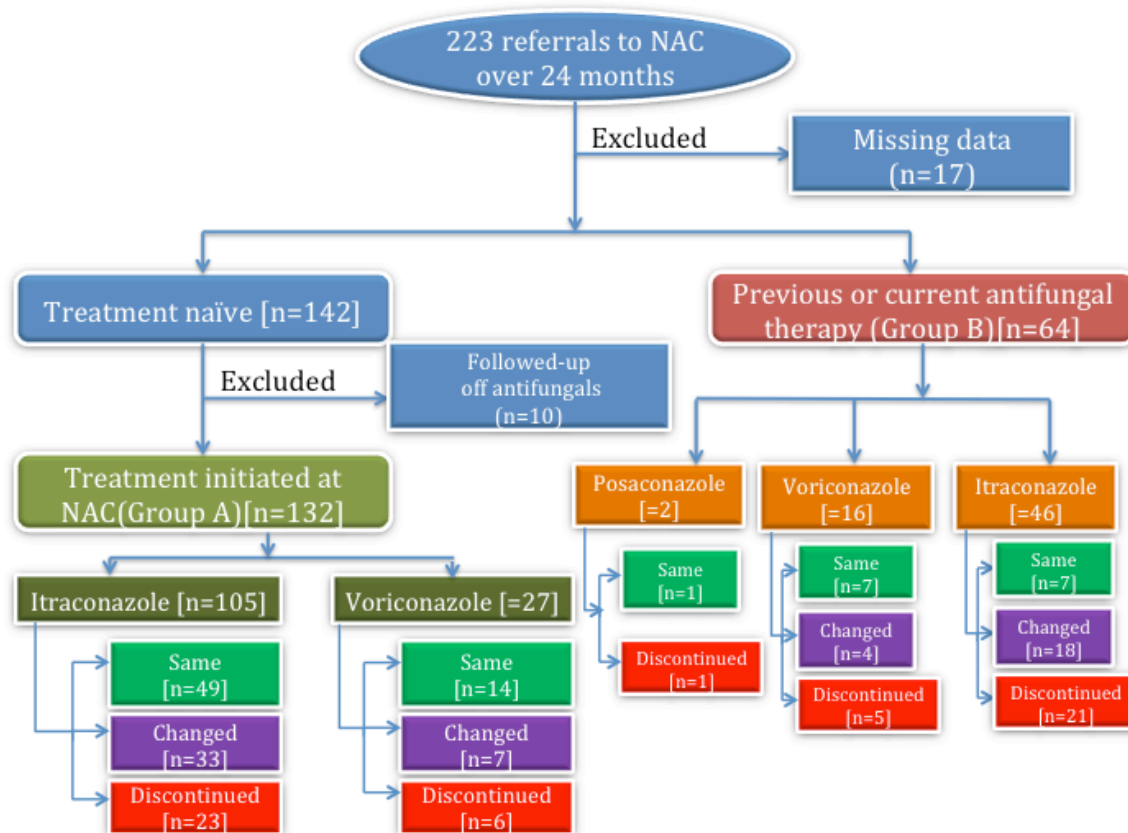 223 referrals to NAC
over 24 months
Excluded
Missing data
(n=17)
Treatment naïve [n=142]
Previous or current antifungal
therapy (Group B)[n=64]
Excluded
Followed-up
off antifungals
(n=10)
Treatment initiated at
NAC(Group A)[n=132]
Posaconazole
[=2]
Voriconazole
[=16]
Itraconazole
[=46]
Same
[n=1]
Discontinued
[n=1]
Same
[n=7]
Changed
[n=4]
Discontinued
[n=5]
Same
[n=7]
Changed
[n=18]
Discontinued
[n=21]
Itraconazole [n=105]
Voriconazole [=27]
Same
[n=49]
Changed
[n=33]
Discontinued
[n=23]
Same
[n=14]
Changed
[n=7]
Discontinued
[n=6]